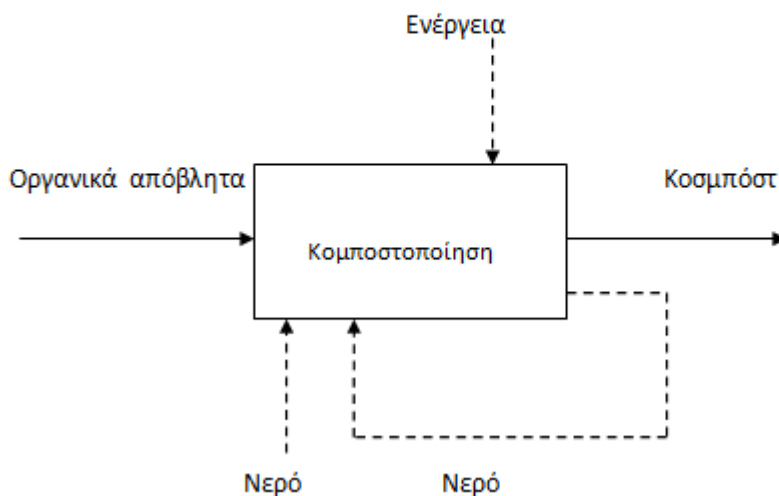 Ενέργεια
Οργανικά απόβλητα
Κοσμπόστ
Κομποστοποίηση
Νερό
Νερό